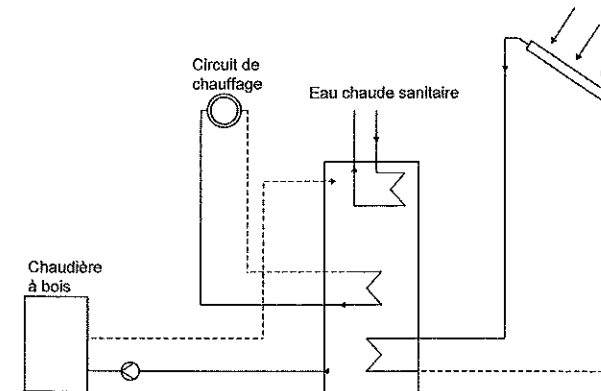 Circuit de
chauffage
Eau chaude sanitaire
Chaudière
à bois